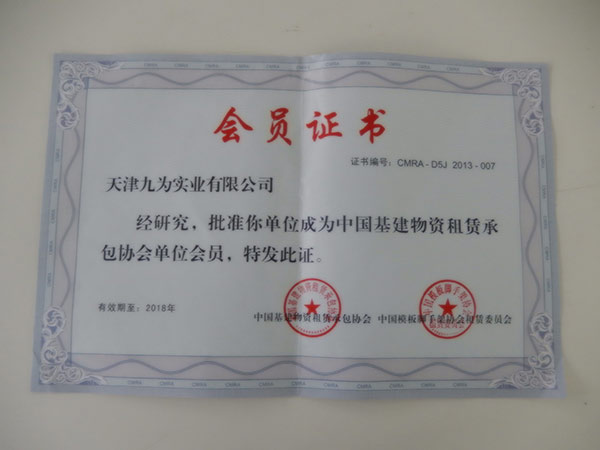 会员证书
证书编号：CMRA - D5J 2013 - 007
天津九为实业有限公司
经研究，批准你单位成为中国基建物资租赁承
包协会单位会员，特发此证。
有效期至：2018年
中国基建物资租赁承包协会 中国模板脚手架协会租赁委员会